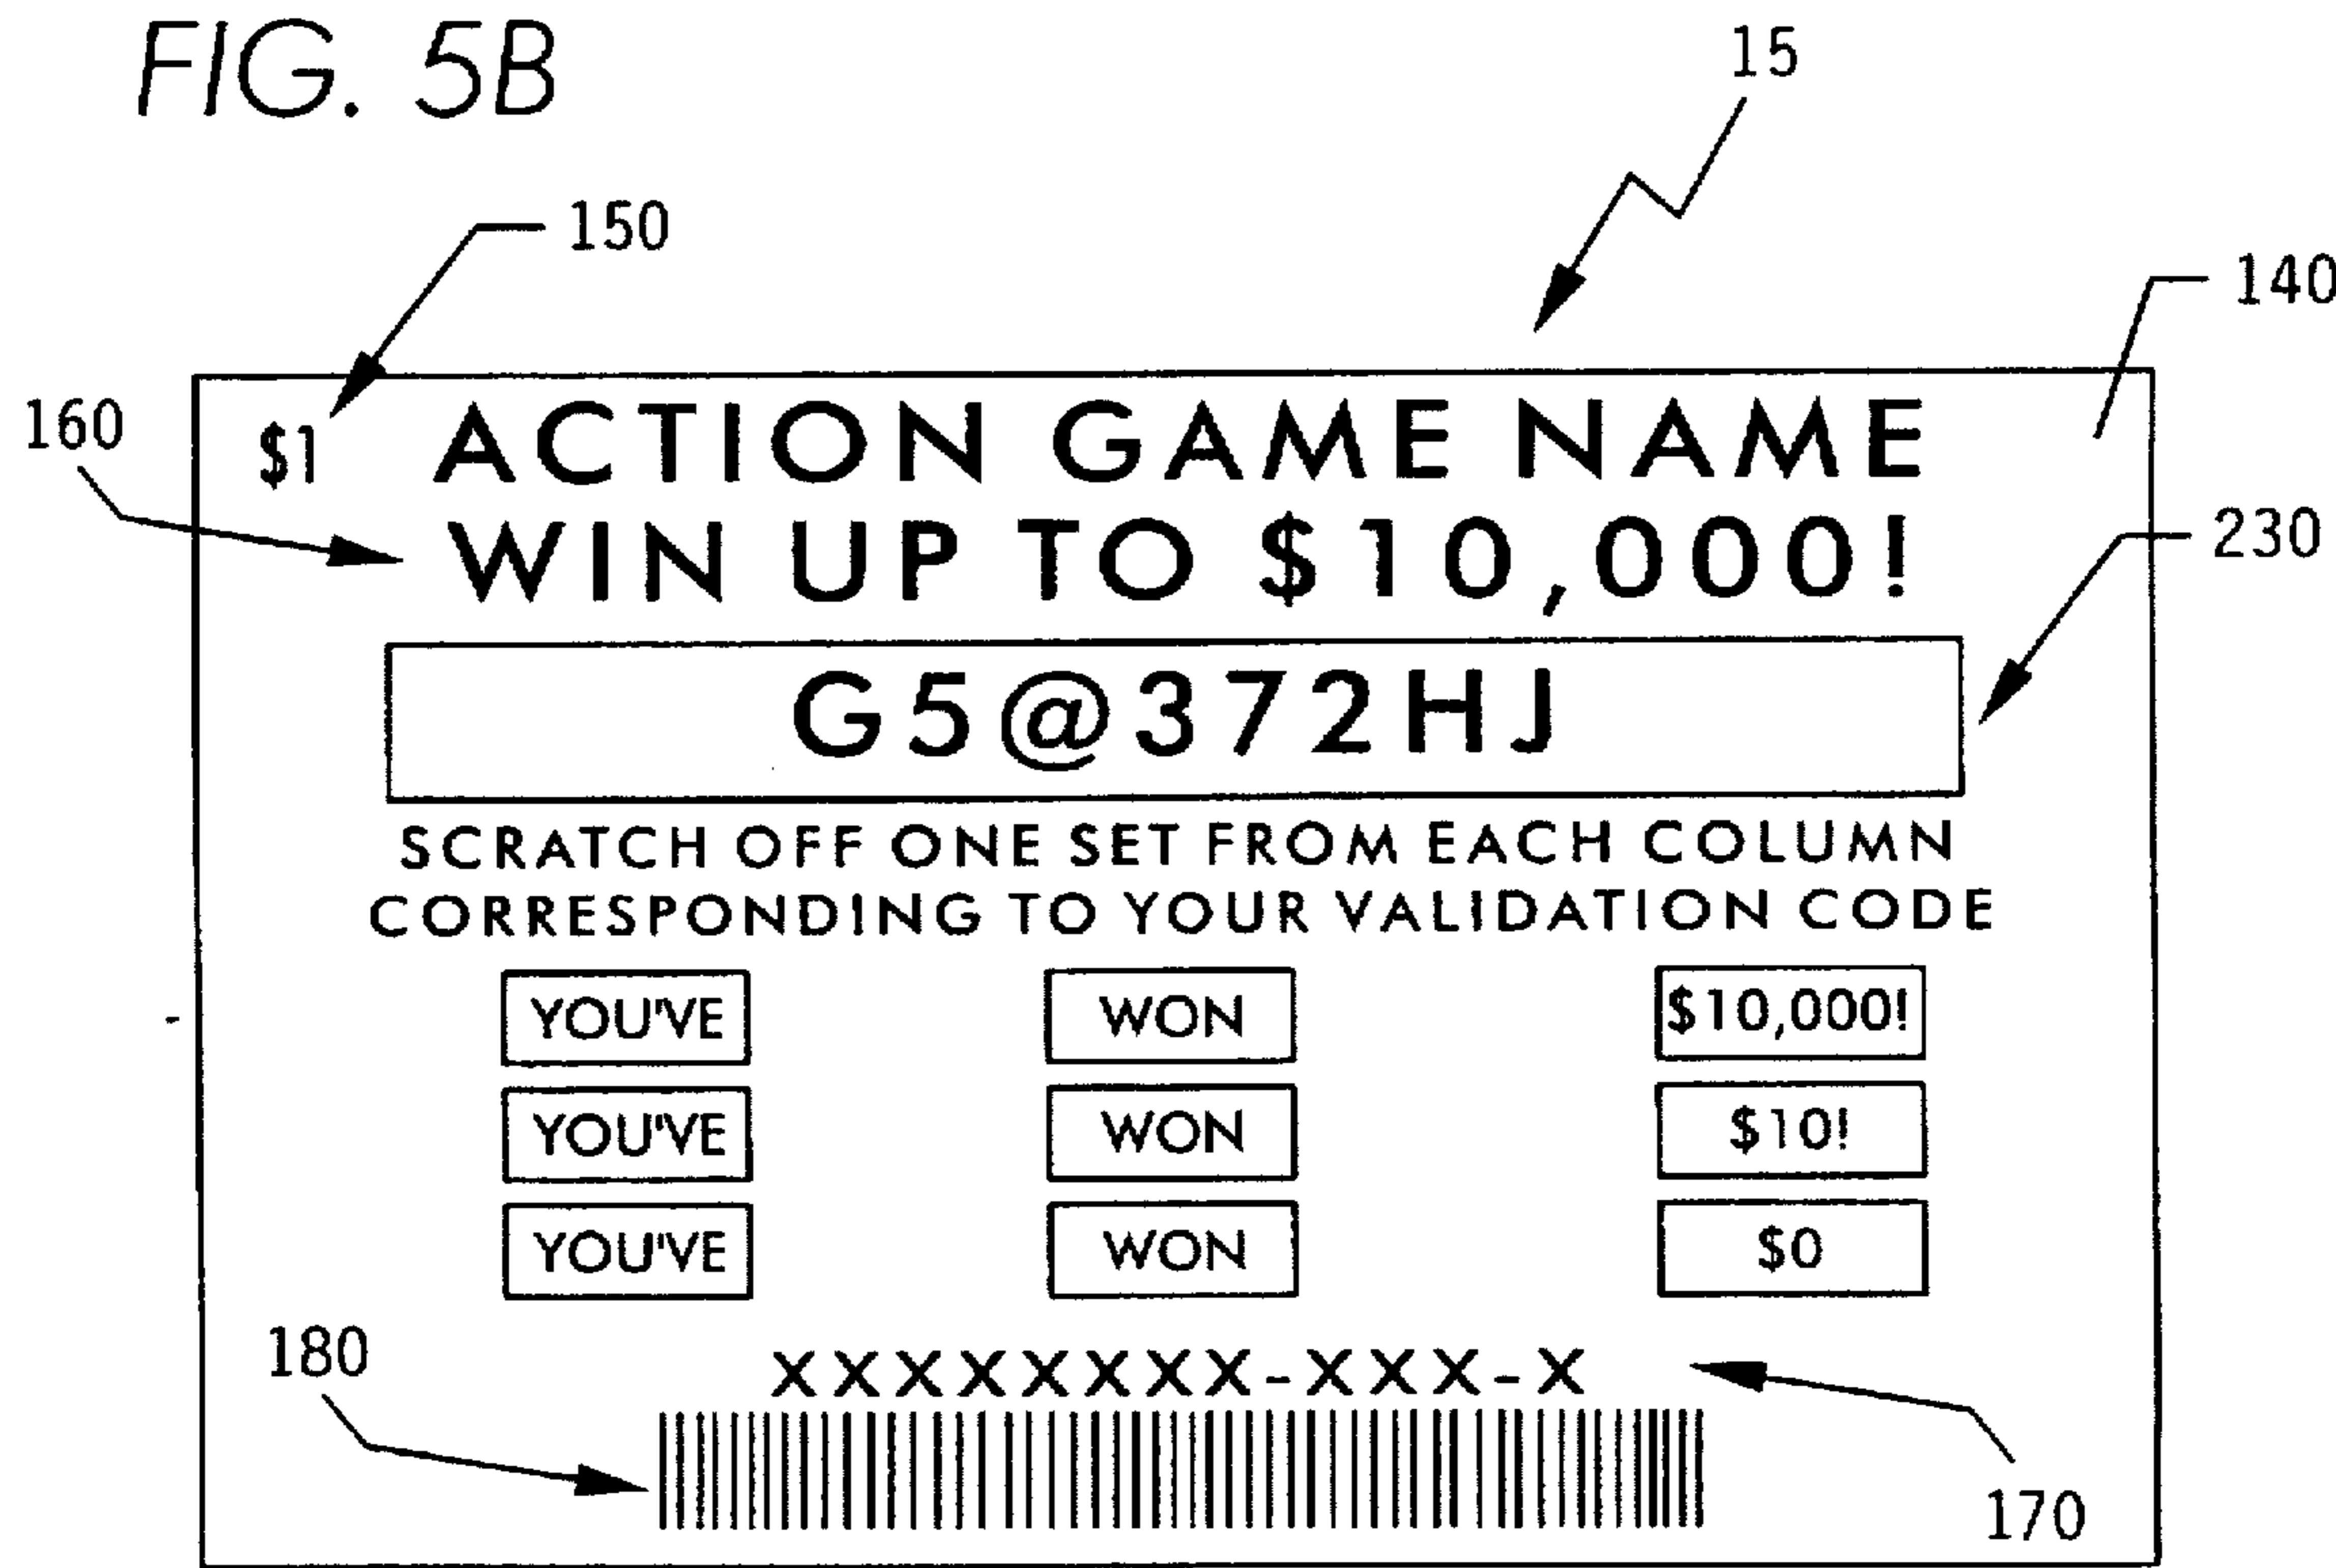 FIG. 5B
15
150
140
160
$1 ACTION GAME NAME
WIN UP TO $10,000!
230
G5@372HJ
SCRATCH OFF ONE SET FROM EACH COLUMN
CORRESPONDING TO YOUR VALIDATION CODE
YOU'VE WON $10,000!
YOU'VE WON $10!
YOU'VE WON $0
180
XXXXXXXX-XXX-X
170